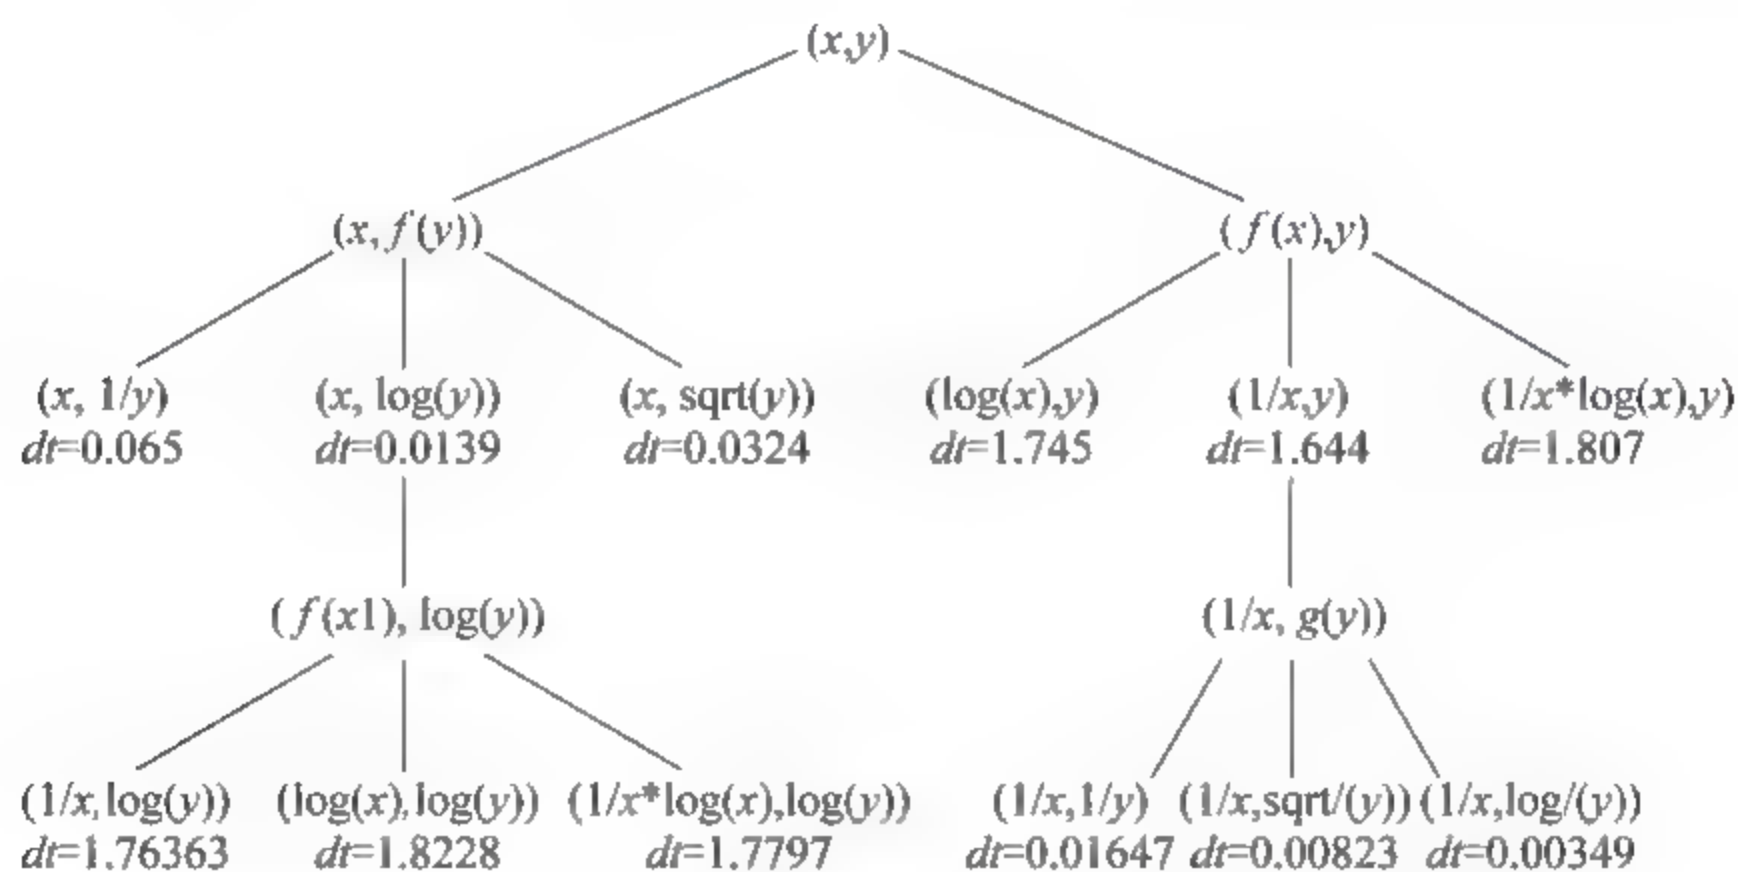 (x,y)
(x, f(y)) ( f(x),y)
(x, 1/y) (x, log(y)) (x, sqrt(y)) (log(x),y) (1/x,y) (1/x*log(x),y)
dt=0.065 dt=0.0139 dt=0.0324 dt=1.745 dt=1.644 dt=1.807
( f(x1), log(y)) (1/x, g(y))
(1/x,log(y)) (log(x),log(y)) (1/x*log(x),log(y)) (1/x,1/y) (1/x,sqrt/(y)) (1/x,log/(y))
dt=1.76363 dt=1.8228 dt=1.7797 dt=0.01647 dt=0.00823 dt=0.00349